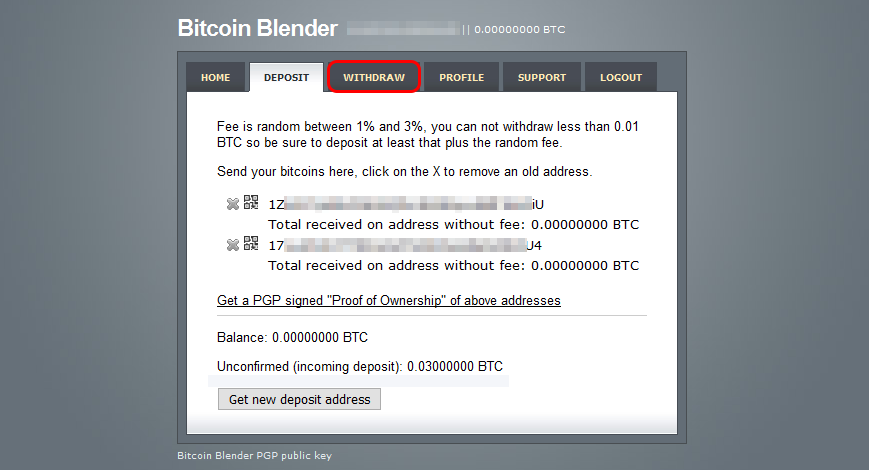 Bitcoin Blender || 0.00000000 BTC
HOME DEPOSIT WITHDRAW PROFILE SUPPORT LOGOUT
Fee is random between 1% and 3%, you can not withdraw less than 0.01
BTC so be sure to deposit at least that plus the random fee.
Send your bitcoins here, click on the X to remove an old address.
1Z iU
Total received on address without fee: 0.00000000 BTC
17 U4
Total received on address without fee: 0.00000000 BTC
Get a PGP signed "Proof of Ownership" of above addresses
Balance: 0.00000000 BTC
Unconfirmed (incoming deposit): 0.03000000 BTC
Get new deposit address
Bitcoin Blender PGP public key